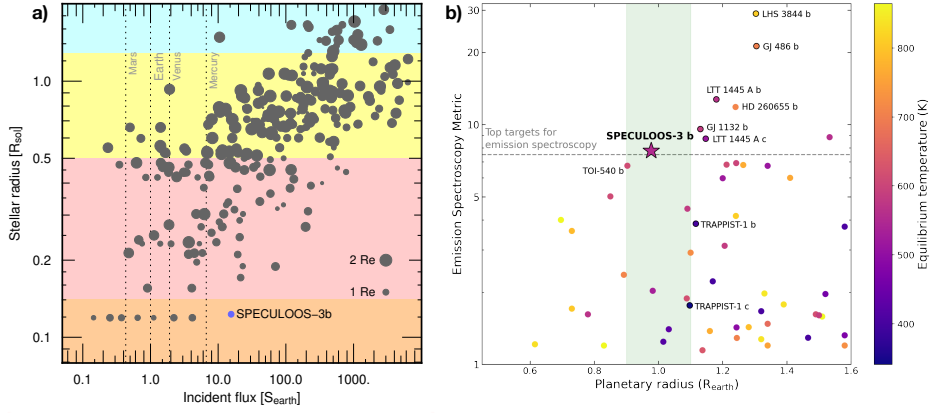 a)
Stellar radius [Rsol]
1.0
0.5
0.2
0.1
Mars
Earth
Venus
Mercury
2 Re
1 Re
SPECULOOS-3b
0.1
1.0
10.0
100.0
1000.
Incident flux [Searth]
b)
Emission Spectroscopy Metric
30
20
10
5
2
1
LHS 3844 b
GJ 486 b
LTT 1445 A b
HD 260655 b
GJ 1132 b
LTT 1445 A c
SPECULOOS-3 b
Top targets for
emission spectroscopy
TOI-540 b
TRAPPIST-1 b
TRAPPIST-1 c
0.6
0.8
1.0
1.2
1.4
1.6
Planetary radius (Rearth)
800
700
600
500
400
Equilibrium temperature (K)